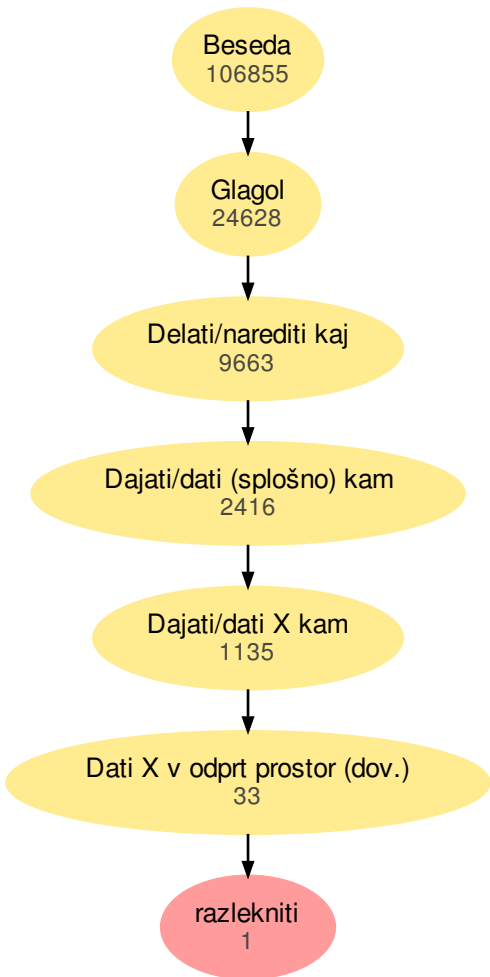 Beseda
106855
Glagol
24628
Delati/narediti kaj
9663
Dajati/dati (splošno) kam
2416
Dajati/dati X kam
1135
Dati X v odprt prostor (dov.)
33
razlekniti
1